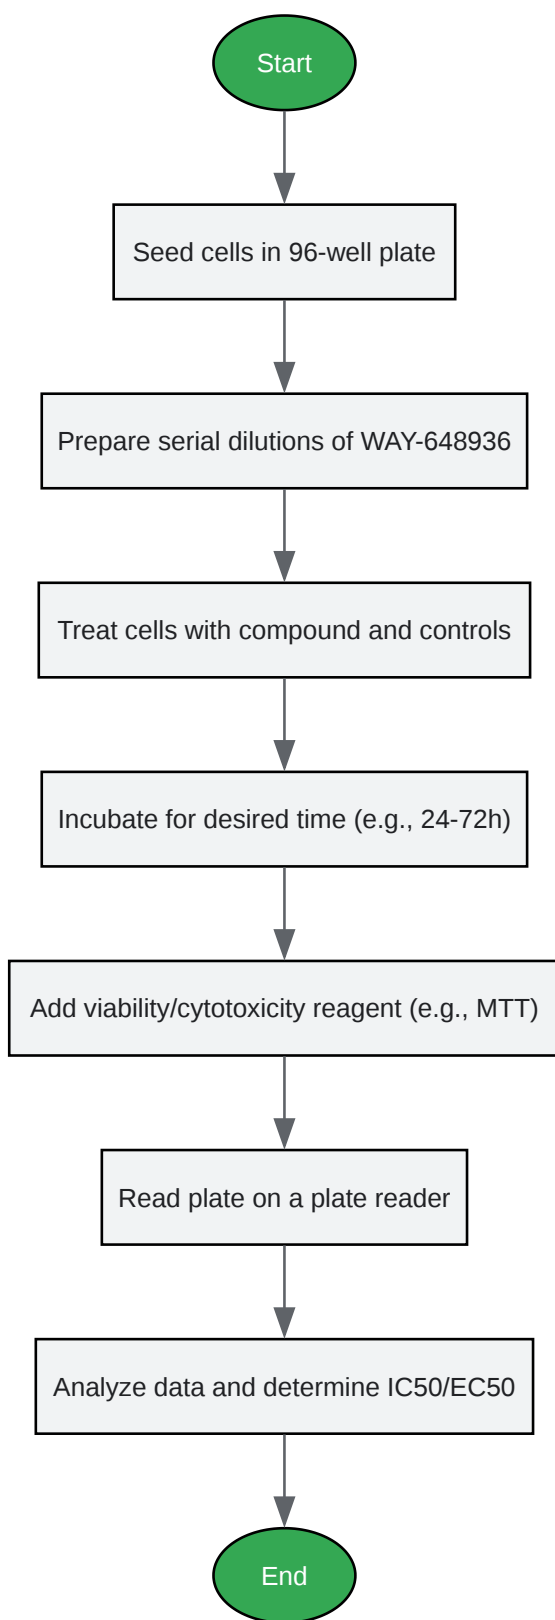 Start
Seed cells in 96-well plate
Prepare serial dilutions of WAY-648936
Treat cells with compound and controls
Incubate for desired time (e.g., 24-72h)
Add viability/cytotoxicity reagent (e.g., MTT)
Read plate on a plate reader
Analyze data and determine IC50/EC50
End